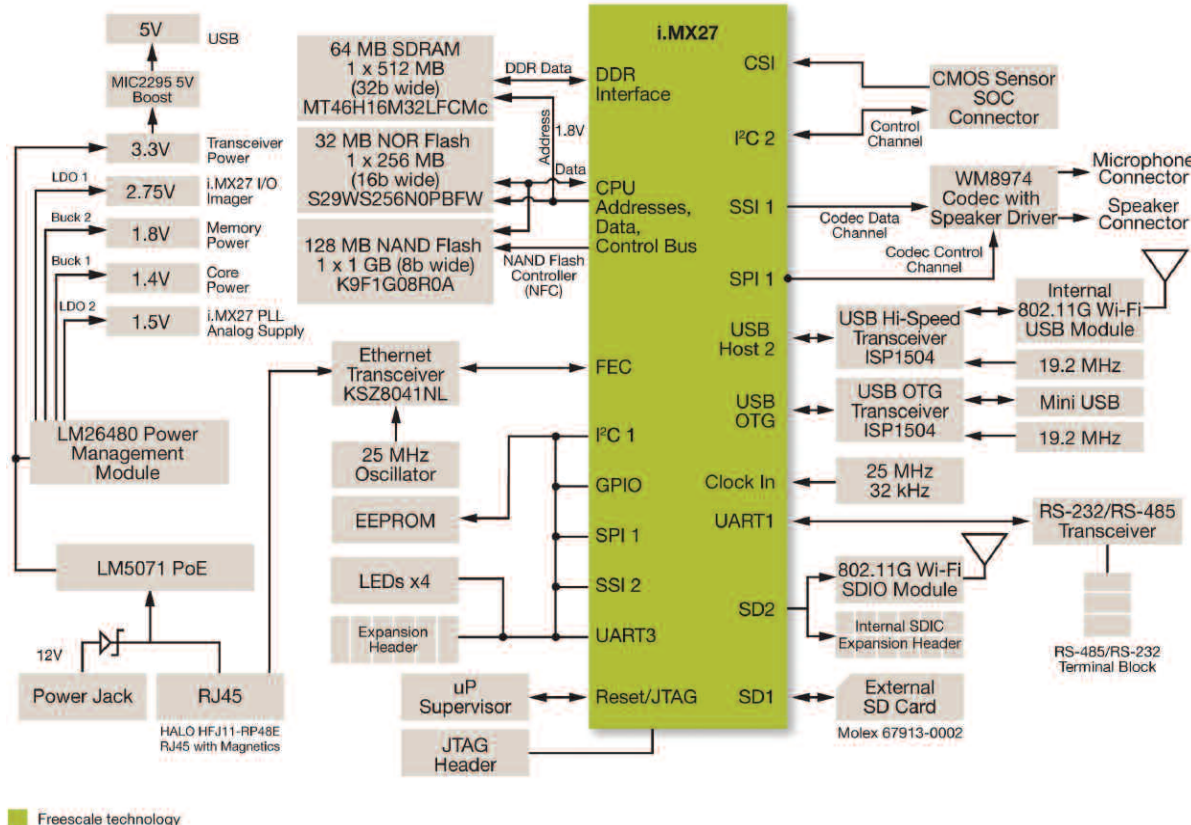 5V
USB
MIC2295 5V
Boost
3.3V
Transceiver
Power
LDO 1
2.75V
i.MX27 I/O
Imager
Buck 2
1.8V
Memory
Power
Buck 1
1.4V
Core
Power
LDO 2
1.5V
i.MX27 PLL
Analog Supply
LM26480 Power
Management
Module
LM5071 PoE
12V
Power Jack
RJ45
HALO HFJ11-RP48E
RJ45 with Magnetics
64 MB SDRAM
1 x 512 MB
(32b wide)
MT46H16M32LFCMc
32 MB NOR Flash
1 x 256 MB
(16b wide)
S29WS256N0PBFW
128 MB NAND Flash
1 x 1 GB (8b wide)
K9F1G08R0A
DDR Data
Address
1.8V
Data
NAND Flash
Controller
(NFC)
Ethernet
Transceiver
KSZ8041NL
25 MHz
Oscillator
EEPROM
LEDs x4
Expansion
Header
uP
Supervisor
JTAG
Header
i.MX27
DDR
Interface
CPU
Addresses,
Data,
Control Bus
FEC
I²C 1
GPIO
SPI 1
SSI 2
UART3
Reset/JTAG
CSI
I²C 2
SSI 1
SPI 1
USB
Host 2
USB
OTG
Clock In
UART1
SD2
SD1
CMOS Sensor
SOC
Connector
Control
Channel
WM8974
Codec with
Speaker Driver
Microphone
Connector
Speaker
Connector
Codec Data
Channel
Codec Control
Channel
USB Hi-Speed
Transceiver
ISP1504
Internal
802.11G Wi-Fi
USB Module
19.2 MHz
USB OTG
Transceiver
ISP1504
Mini USB
19.2 MHz
25 MHz
32 kHz
RS-232/RS-485
Transceiver
RS-485/RS-232
Terminal Block
802.11G Wi-Fi
SDIO Module
Internal SDIC
Expansion Header
External
SD Card
Molex 67913-0002
Freescale technology